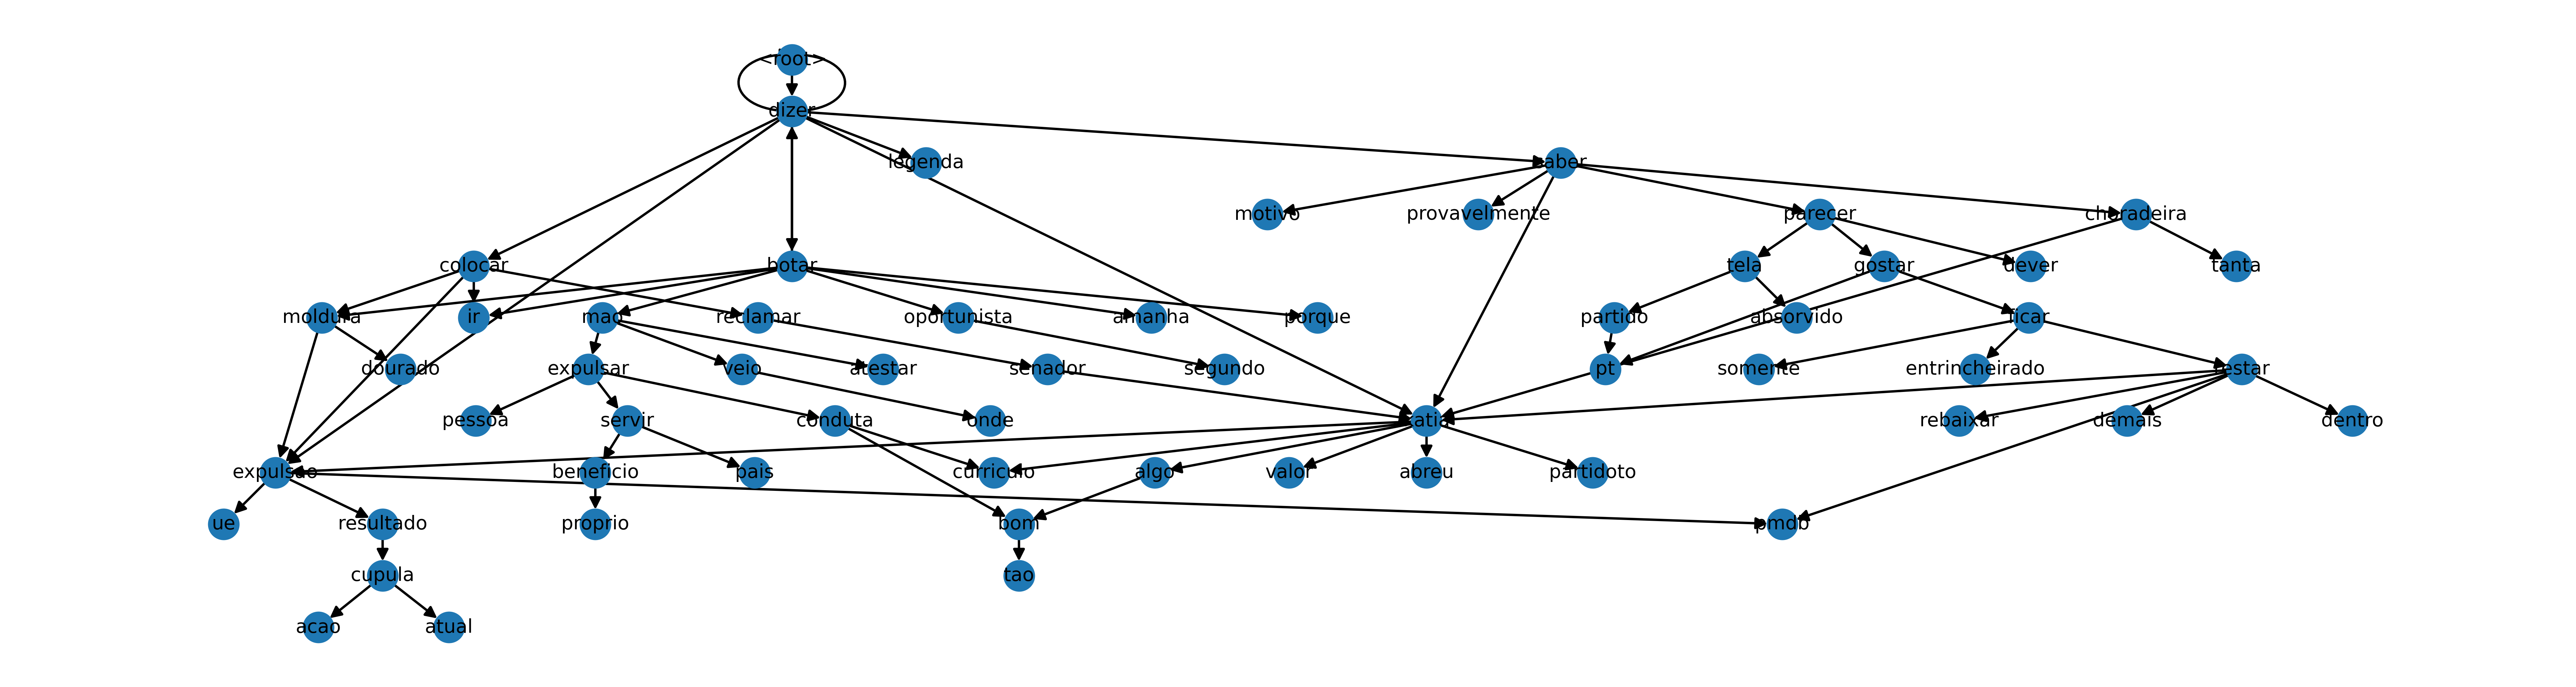 <root>
dizer
legenda
saber
motivo
provavelmente
parecer
choradeira
colocar
botar
tela
gostar
dever
tanta
moldura
ir
mao
reclamar
oportunista
amanha
porque
partido
absorvido
ficar
dourado
expulsar
veio
atestar
senador
segundo
pt
somente
entrincheirado
restar
pessoa
servir
conduta
onde
katia
rebaixar
demais
dentro
expulsao
beneficio
pais
curriculo
algo
valor
abreu
partidoto
ue
resultado
proprio
bom
pmdb
cupula
tao
acao
atual